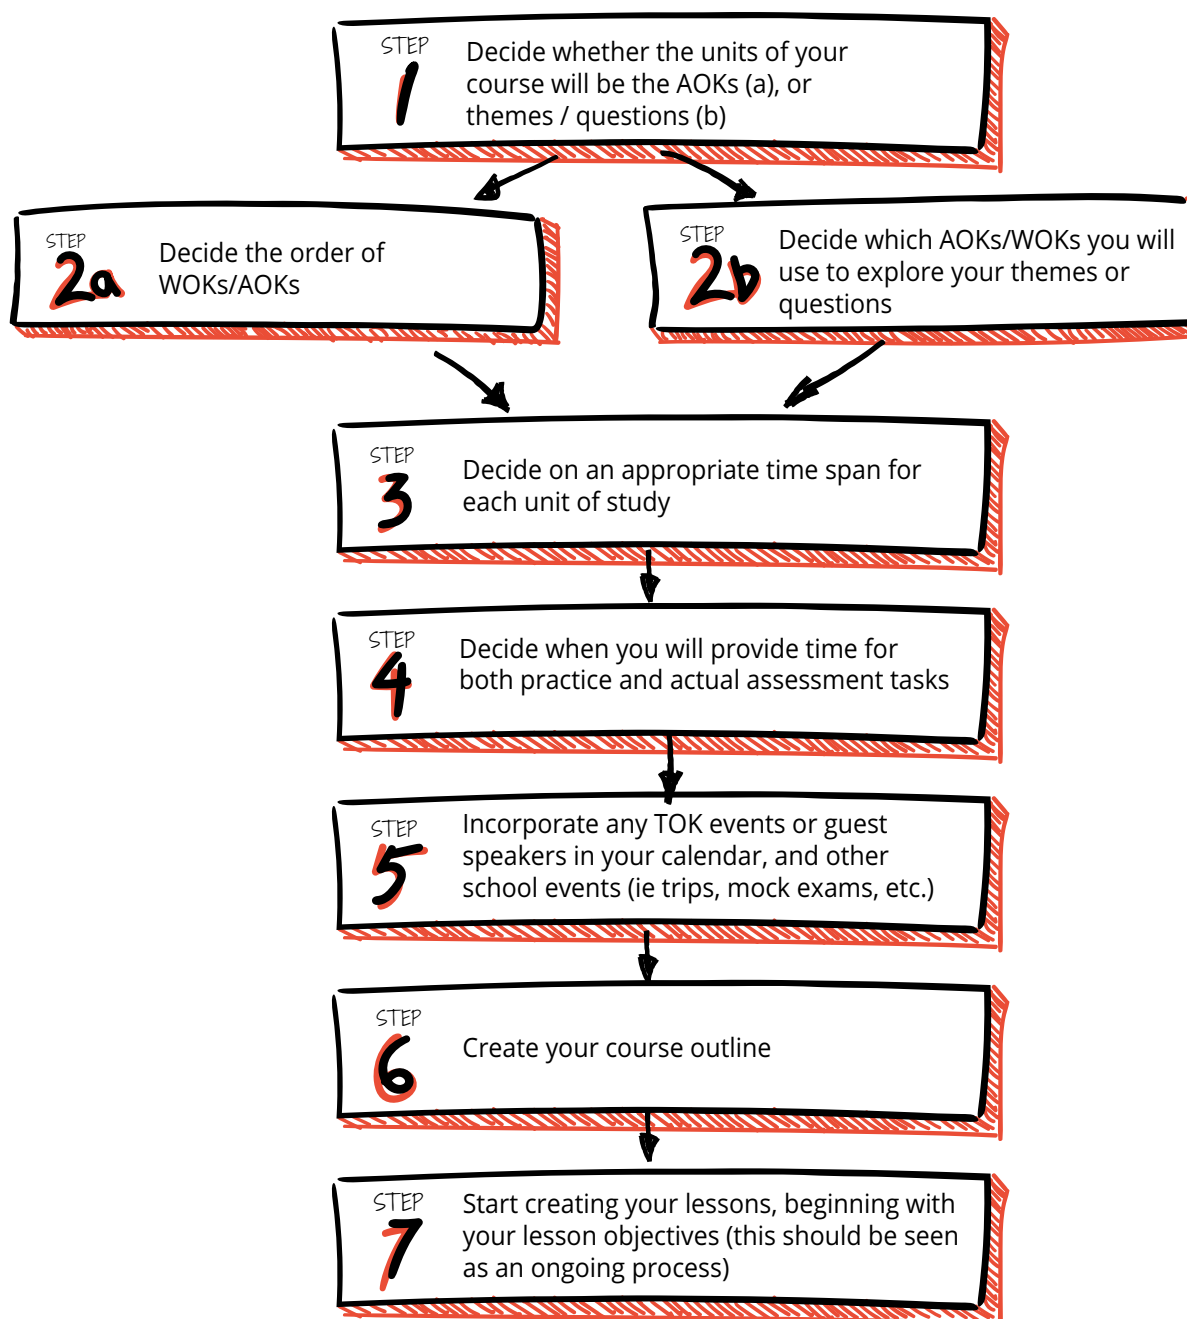 STEP
1
Decide whether the units of your
course will be the AOKs (a), or
themes / questions (b)
STEP
2a
Decide the order of
WOKs/AOKs
STEP
2b
Decide which AOKs/WOKs you will
use to explore your themes or
questions
STEP
3
Decide on an appropriate time span for
each unit of study
STEP
4
Decide when you will provide time for
both practice and actual assessment tasks
STEP
5
Incorporate any TOK events or guest
speakers in your calendar, and other
school events (ie trips, mock exams, etc.)
STEP
6
Create your course outline
STEP
7
Start creating your lessons, beginning with
your lesson objectives (this should be seen
as an ongoing process)